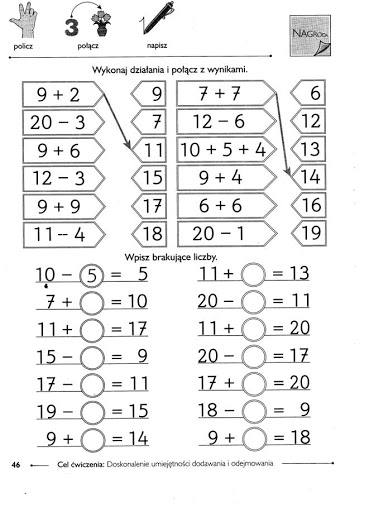 3
NAGRODA
policz połącz napisz
Wykonaj działania i połącz z wynikami.
9 + 2 9 7 + 7 6
20 – 3 7 12 – 6 12
9 + 6 11 10 + 5 + 4 13
12 – 3 15 9 + 4 14
9 + 9 17 6 + 6 16
11 – 4 18 20 – 1 19
Wpisz brakujące liczby.
10 – 5 = 5 11 + = 13
7 + = 10 20 – = 11
11 + = 17 11 + = 20
15 – = 9 20 – = 17
17 – = 11 17 + = 20
19 – = 15 18 – = 9
9 + = 14 9 + = 18
46 Cel ćwiczenia: Doskonalenie umiejętności dodawania i odejmowania